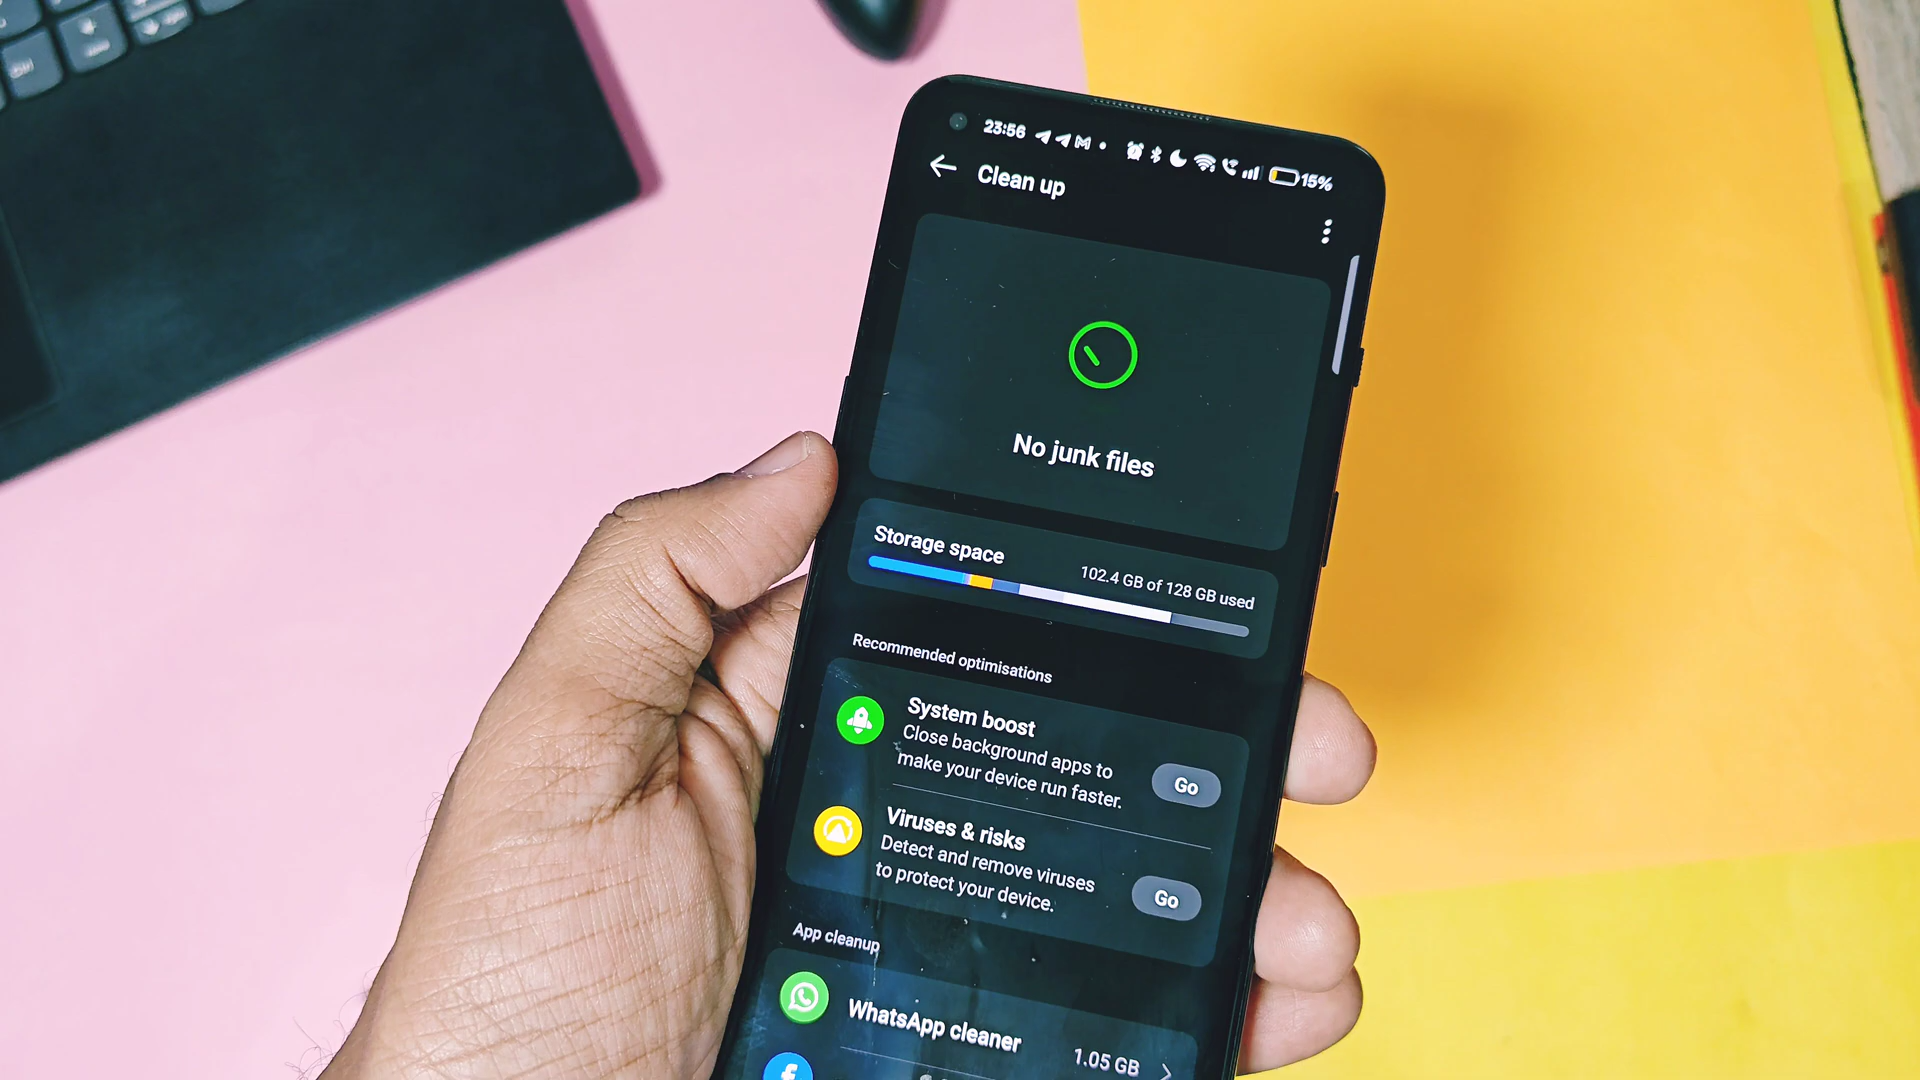 23:56
15%
Clean up
No junk files
Storage space
102.4 GB of 128 GB used
Recommended optimisations
System boost
Close background apps to
make your device run faster.
Go
Viruses & risks
Detect and remove viruses
to protect your device.
Go
App cleanup
WhatsApp cleaner
1.05 GB